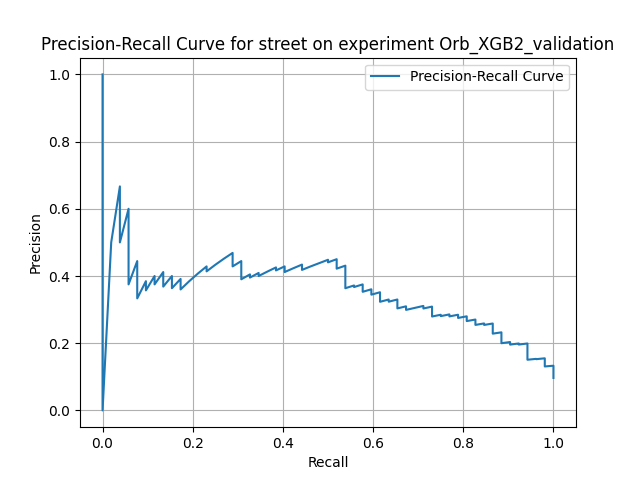 Precision-Recall Curve for street on experiment Orb_XGB2_validation
Precision-Recall Curve
1.0
0.8
0.6
0.4
0.2
0.0
Precision
0.0 0.2 0.4 0.6 0.8 1.0
Recall